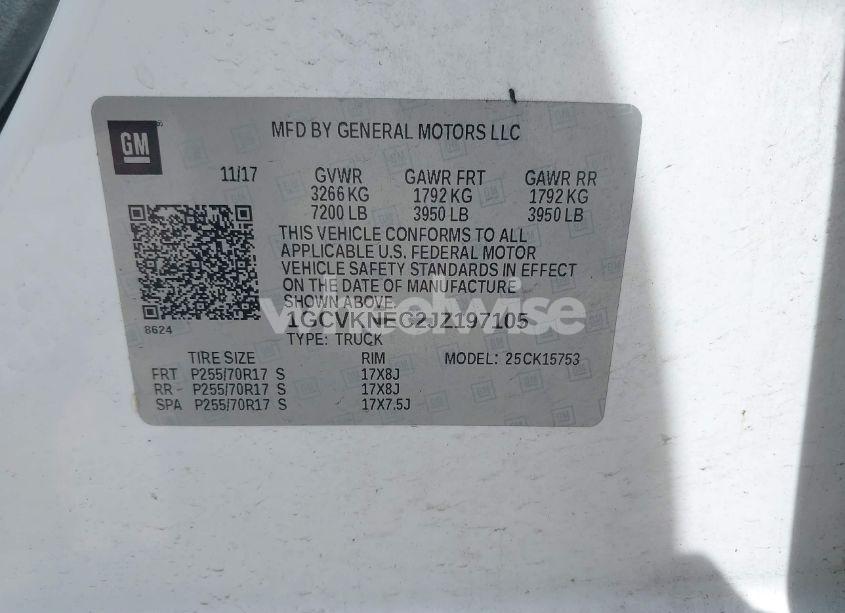 GM
MFD BY GENERAL MOTORS LLC
11/17 GVWR GAWR FRT GAWR RR
3266 KG 1792 KG 1792 KG
7200 LB 3950 LB 3950 LB
THIS VEHICLE CONFORMS TO ALL
APPLICABLE U.S. FEDERAL MOTOR
VEHICLE SAFETY STANDARDS IN EFFECT
ON THE DATE OF MANUFACTURE
SHOWN ABOVE.
8624
1GCVKNEC2JZ197105
TYPE: TRUCK
TIRE SIZE RIM MODEL: 25CK15753
FRT P255/70R17 S 17X8J
RR P255/70R17 S 17X8J
SPA P255/70R17 S 17X7.5J